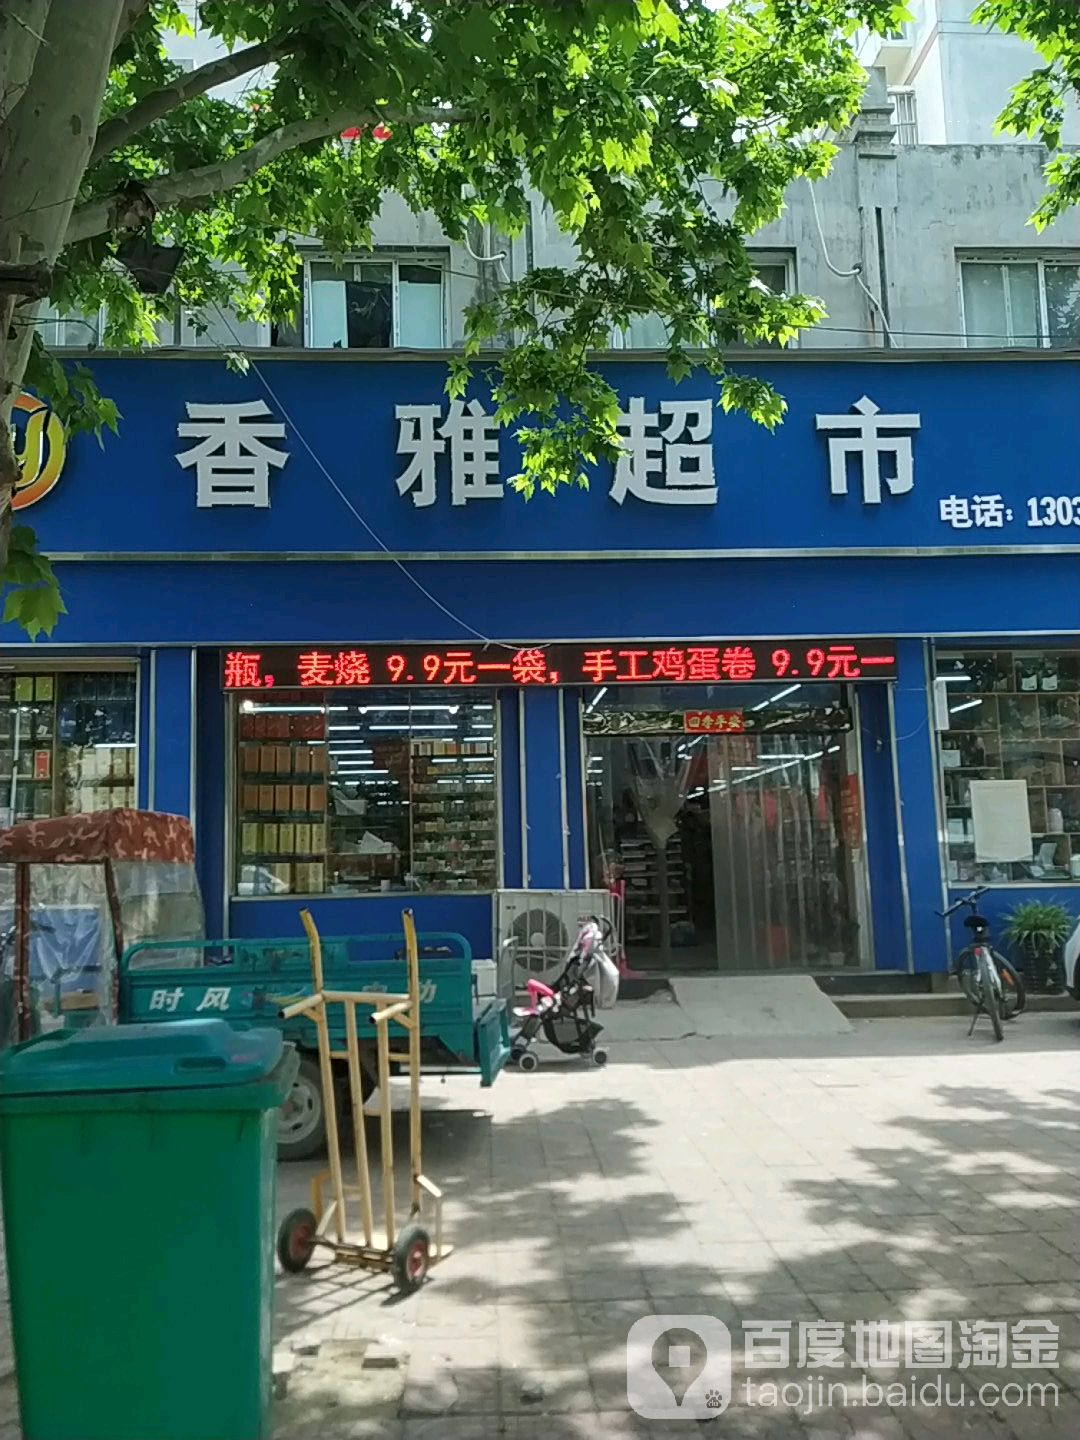 香雅超市
电话：1303
瓶，麦烧 9.9元一袋，手工鸡蛋卷 9.9元一
四季平安
时风 电动
百度地图淘金
taojin.baidu.com